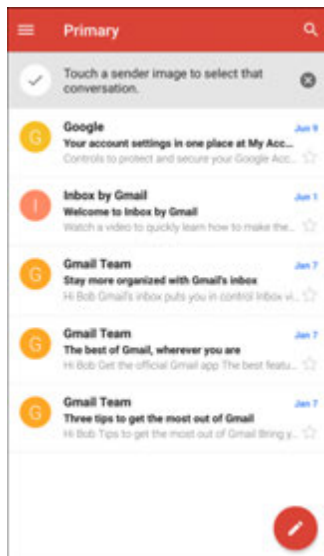 Primary
Touch a sender image to select that
conversation.
G
Google
Jun 9
Your account settings in one place at My Acc...
Controls to protect and secure your Google Acc...
I
Inbox by Gmail
Jun 1
Welcome to Inbox by Gmail
Watch a video to quickly learn how to make the...
G
Gmail Team
Jan 7
Stay more organized with Gmail's inbox
Hi Bob Gmail's inbox puts you in control Inbox vi...
G
Gmail Team
Jan 7
The best of Gmail, wherever you are
Hi Bob Get the official Gmail app The best featu...
G
Gmail Team
Jan 7
Three tips to get the most out of Gmail
Hi Bob Tips to get the most out of Gmail Bring y...